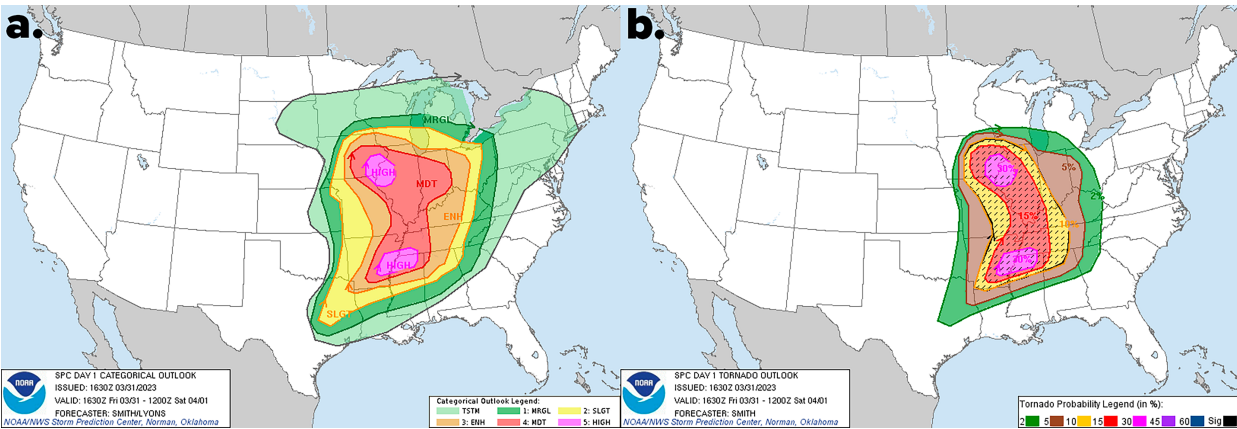 a.
MRGL
HIGH
MDT
ENH
HIGH
SLGT
NOAA
SPC DAY 1 CATEGORICAL OUTLOOK
ISSUED: 1630Z 03/31/2023
VALID: 1630Z Fri 03/31 - 1200Z Sat 04/01
FORECASTER: SMITH/LYONS
NOAA/NWS Storm Prediction Center, Norman, Oklahoma
Categorical Outlook Legend:
TSTM 1: MRGL 2: SLGT
3: ENH 4: MDT 5: HIGH
b.
30%
5%
2%
15%
10%
30%
NOAA
SPC DAY 1 TORNADO OUTLOOK
ISSUED: 1630Z 03/31/2023
VALID: 1630Z Fri 03/31 - 1200Z Sat 04/01
FORECASTER: SMITH
NOAA/NWS Storm Prediction Center, Norman, Oklahoma
Tornado Probability Legend (in %):
2 5 10 15 30 45 60 Sig